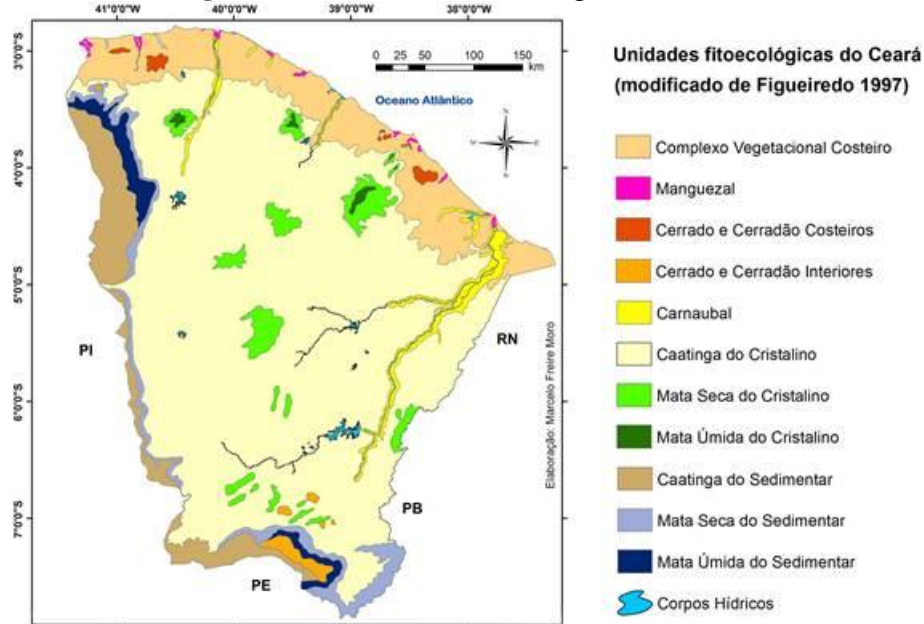 41°0'0"W 40°0'0"W 39°0'0"W 38°0'0"W
3°0'0"S
4°0'0"S
5°0'0"S
6°0'0"S
7°0'0"S
0 25 50 100 150
km
Oceano Atlântico
PI
RN
PB
PE
Elaboração: Marcelo Freire Moro
Unidades fitoecológicas do Ceará
(modificado de Figueiredo 1997)
Complexo Vegetacional Costeiro
Manguezal
Cerrado e Cerradão Costeiros
Cerrado e Cerradão Interiores
Carnaubal
Caatinga do Cristalino
Mata Seca do Cristalino
Mata Úmida do Cristalino
Caatinga do Sedimentar
Mata Seca do Sedimentar
Mata Úmida do Sedimentar
Corpos Hídricos